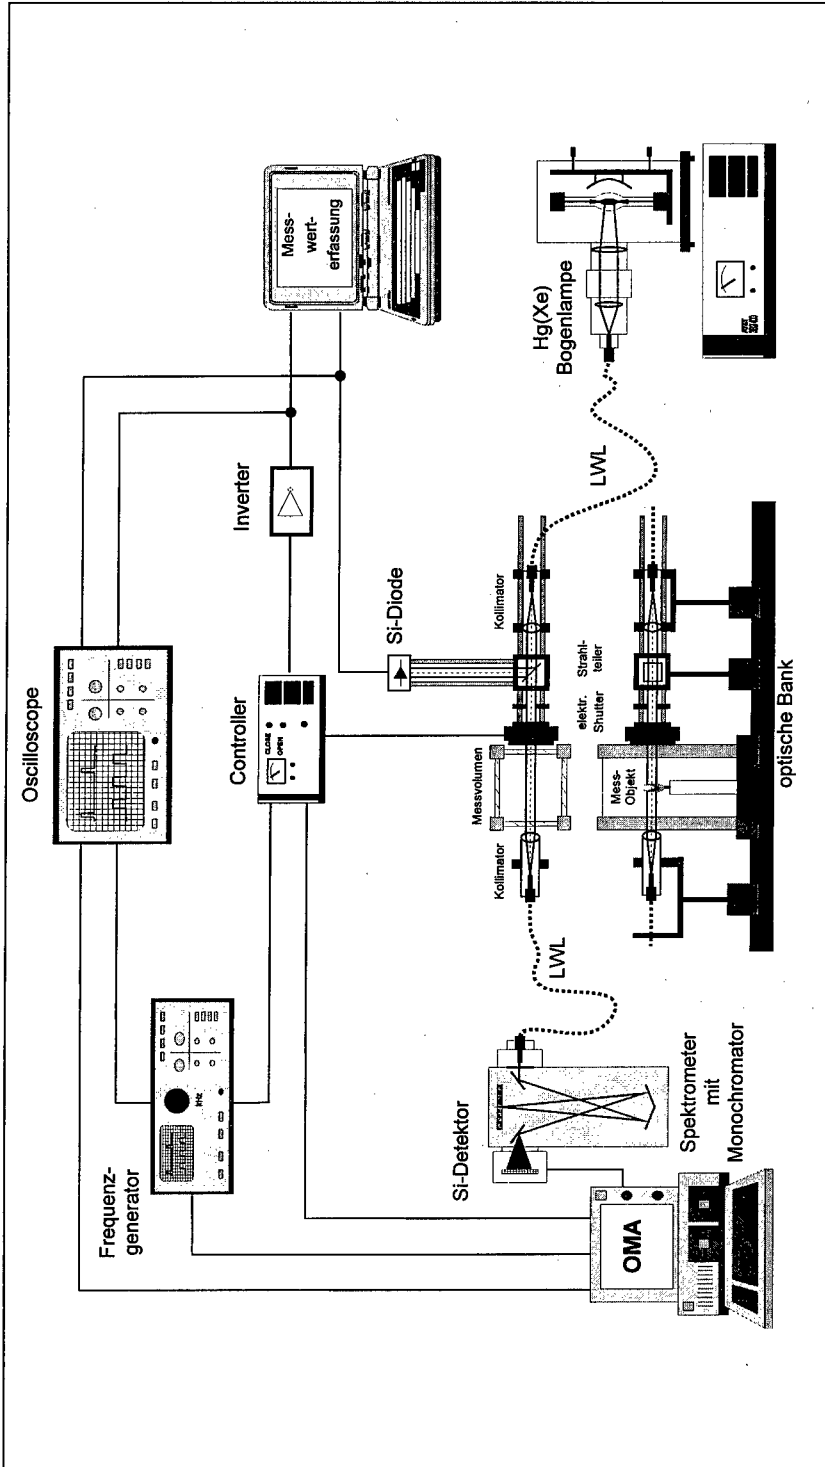 Oscilloscope
Frequenz-
generator
kHz
Controller
CLOSE
OPEN
Inverter
Mess-
wert-
erfassung
Si-Diode
Si-Detektor
LWL
Kollimator
Messvolumen
elektr.
Shutter
Strahl-
teiler
Kollimator
LWL
Hg(Xe)
Bogenlampe
Mess-
Objekt
OMA
Spektrometer
mit
Monochromator
optische Bank